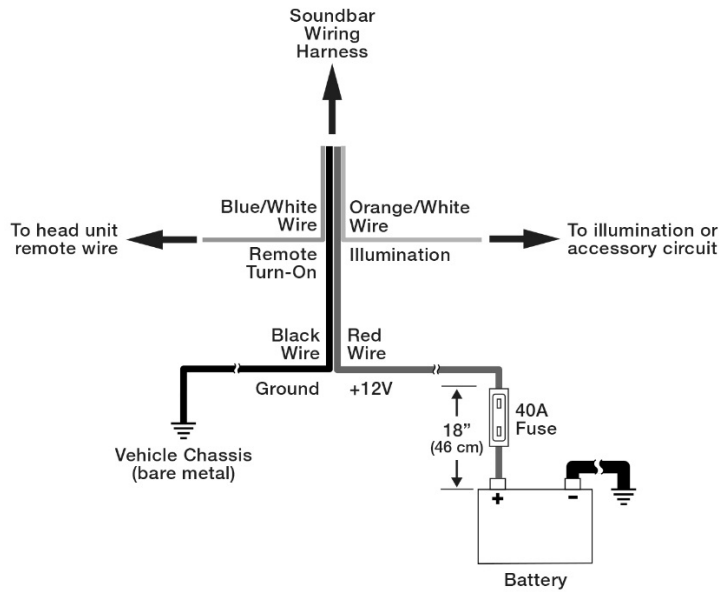 Soundbar
Wiring
Harness
Blue/White
Wire
Orange/White
Wire
To head unit
remote wire
To illumination or
accessory circuit
Remote
Turn-On
Illumination
Black
Wire
Red
Wire
Ground
+12V
40A
Fuse
18”
(46 cm)
Vehicle Chassis
(bare metal)
+
-
Battery